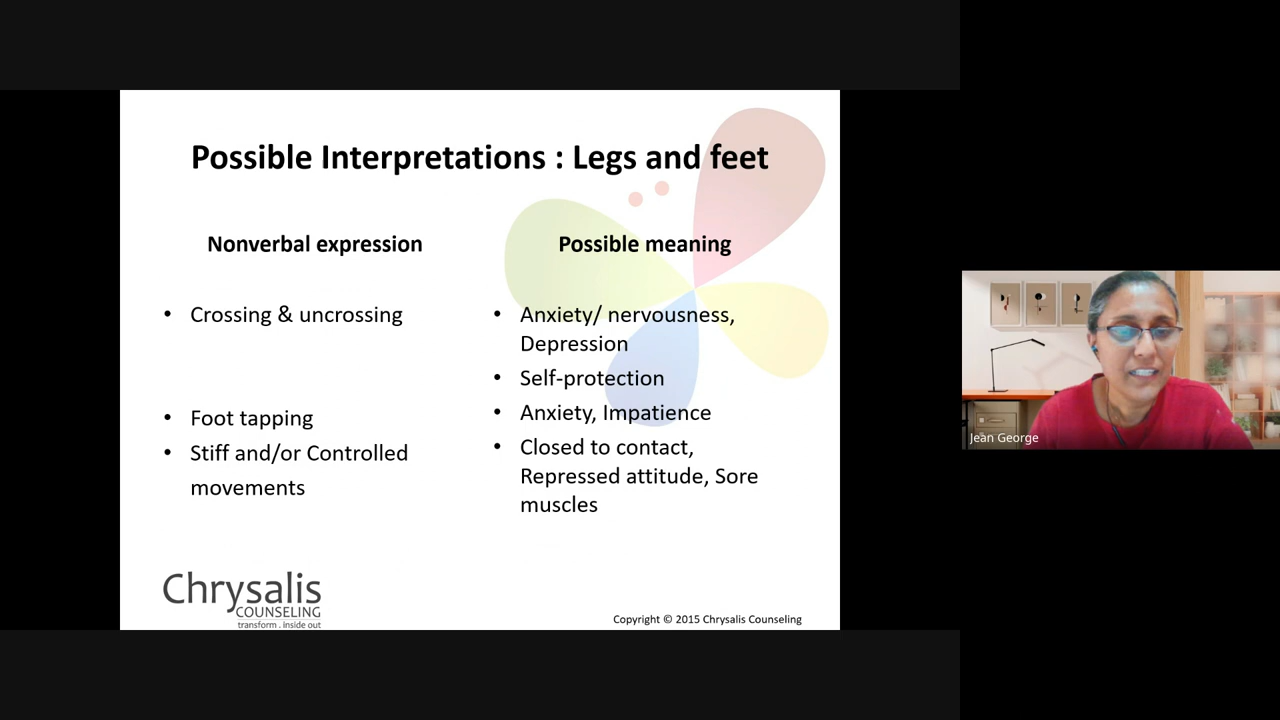 Possible Interpretations : Legs and feet
Nonverbal expression
• Crossing & uncrossing
• Foot tapping
• Stiff and/or Controlled
movements
Possible meaning
• Anxiety/ nervousness,
Depression
• Self-protection
• Anxiety, Impatience
• Closed to contact,
Repressed attitude, Sore
muscles
Chrysalis
COUNSELING
transform . inside out
Copyright © 2015 Chrysalis Counseling
Jean George